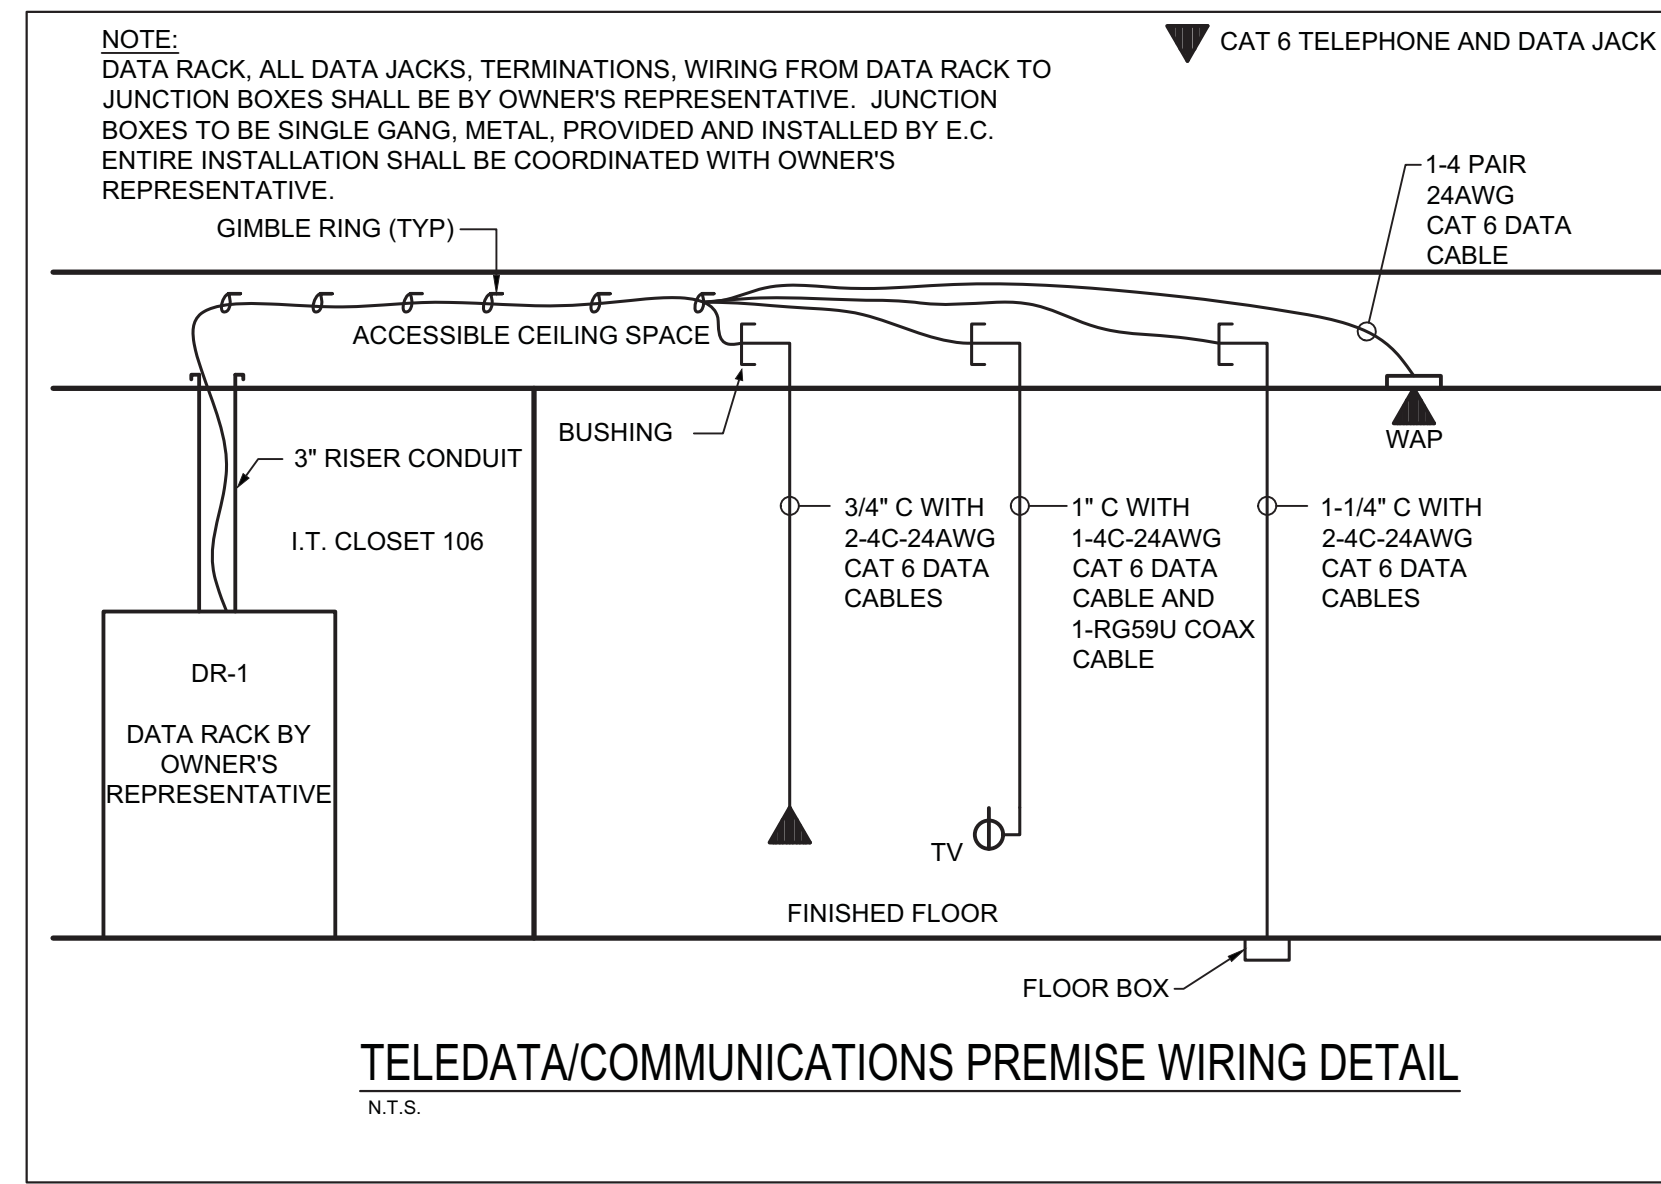 NOTE:
DATA RACK, ALL DATA JACKS, TERMINATIONS, WIRING FROM DATA RACK TO
JUNCTION BOXES SHALL BE BY OWNER'S REPRESENTATIVE. JUNCTION
BOXES TO BE SINGLE GANG, METAL, PROVIDED AND INSTALLED BY E.C.
ENTIRE INSTALLATION SHALL BE COORDINATED WITH OWNER'S
REPRESENTATIVE.
CAT 6 TELEPHONE AND DATA JACK
1-4 PAIR
24AWG
CAT 6 DATA
CABLE
GIMBLE RING (TYP)
ACCESSIBLE CEILING SPACE
BUSHING
WAP
3" RISER CONDUIT
I.T. CLOSET 106
3/4" C WITH
2-4C-24AWG
CAT 6 DATA
CABLES
1" C WITH
1-4C-24AWG
CAT 6 DATA
CABLE AND
1-RG59U COAX
CABLE
1-1/4" C WITH
2-4C-24AWG
CAT 6 DATA
CABLES
DR-1
DATA RACK BY
OWNER'S
REPRESENTATIVE
TV
FINISHED FLOOR
FLOOR BOX
TELEDATA/COMMUNICATIONS PREMISE WIRING DETAIL
N.T.S.